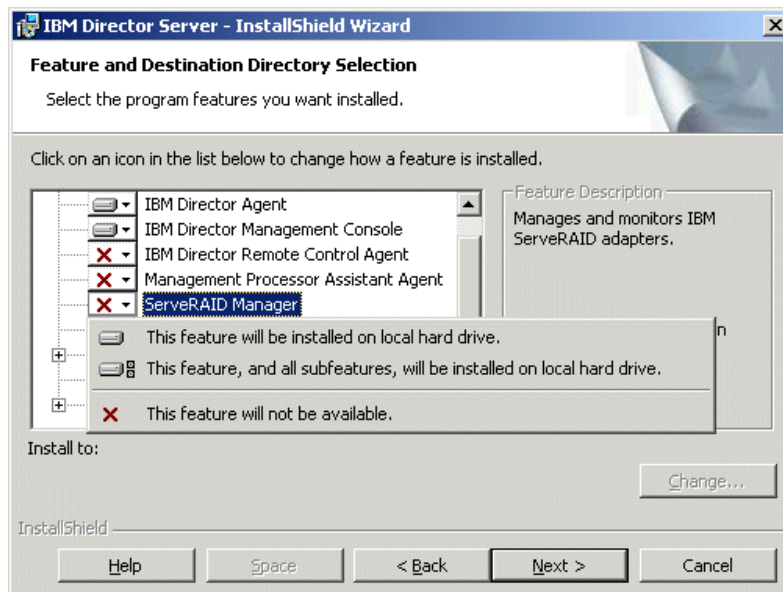 IBM Director Server - InstallShield Wizard
Feature and Destination Directory Selection
Select the program features you want installed.
Click on an icon in the list below to change how a feature is installed.
IBM Director Agent
IBM Director Management Console
IBM Director Remote Control Agent
Management Processor Assistant Agent
ServeRAID Manager
Feature Description
Manages and monitors IBM
ServeRAID adapters.
This feature will be installed on local hard drive.
This feature, and all subfeatures, will be installed on local hard drive.
This feature will not be available.
Install to:
Change...
InstallShield
Help
Space
< Back
Next >
Cancel